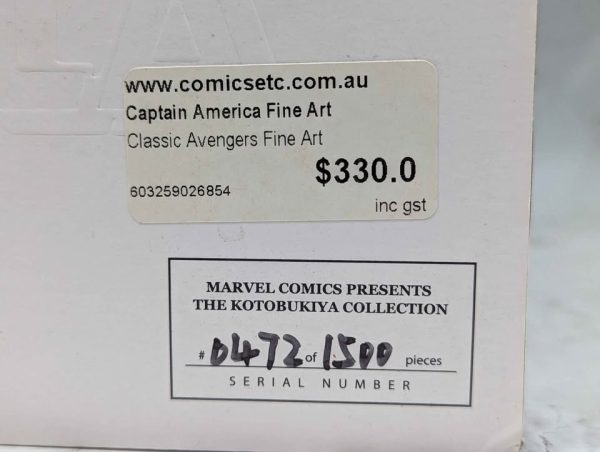 www.comicsetc.com.au
Captain America Fine Art
Classic Avengers Fine Art
$330.0
603259026854
inc gst
MARVEL COMICS PRESENTS
THE KOTOBUKIYA COLLECTION
# 0472 of 1500 pieces
SERIAL NUMBER